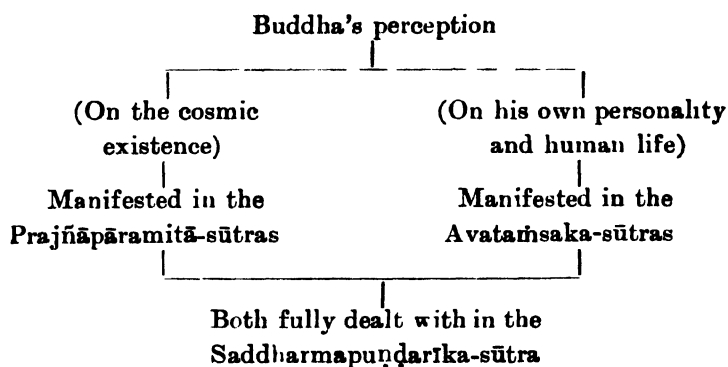 Buddha's perception
(On the cosmic
existence)
(On his own personality
and human life)
Manifested in the
Prajñāpāramitā-sūtras
Manifested in the
Avataṁsaka-sūtras
Both fully dealt with in the
Saddharmapuṇḍarīka-sūtra